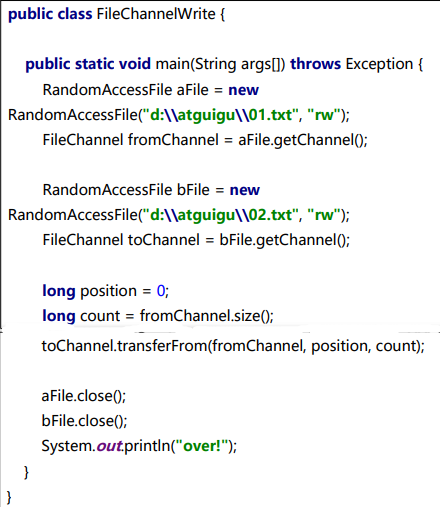 public class FileChannelWrite {
public static void main(String args[]) throws Exception {
RandomAccessFile aFile = new
RandomAccessFile("d:\\atguigu\\01.txt", "rw");
FileChannel fromChannel = aFile.getChannel();
RandomAccessFile bFile = new
RandomAccessFile("d:\\atguigu\\02.txt", "rw");
FileChannel toChannel = bFile.getChannel();
long position = 0;
long count = fromChannel.size();
toChannel.transferFrom(fromChannel, position, count);
aFile.close();
bFile.close();
System.out.println("over!");
}
}